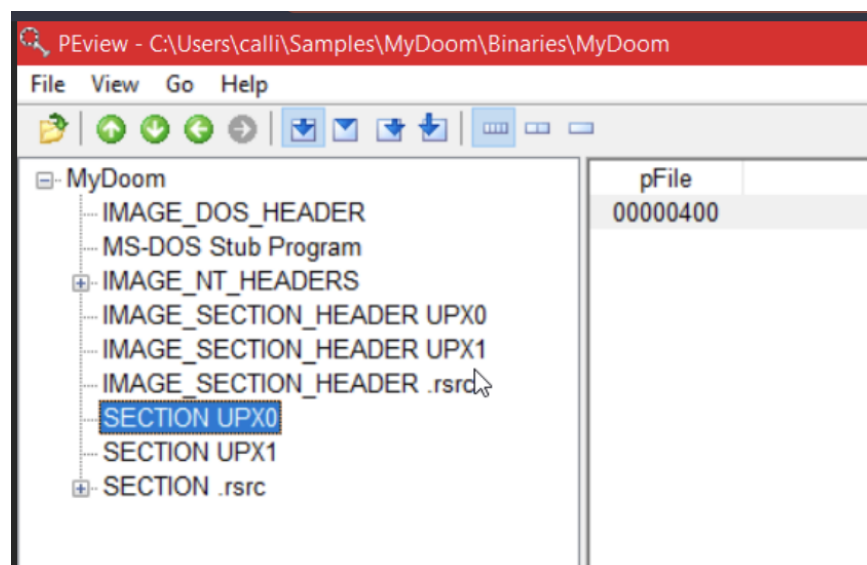 PEview - C:\Users\calli\Samples\MyDoom\Binaries\MyDoom
File View Go Help
MyDoom
IMAGE_DOS_HEADER
MS-DOS Stub Program
IMAGE_NT_HEADERS
IMAGE_SECTION_HEADER UPX0
IMAGE_SECTION_HEADER UPX1
IMAGE_SECTION_HEADER .rsrc
SECTION UPX0
SECTION UPX1
SECTION .rsrc
pFile
00000400